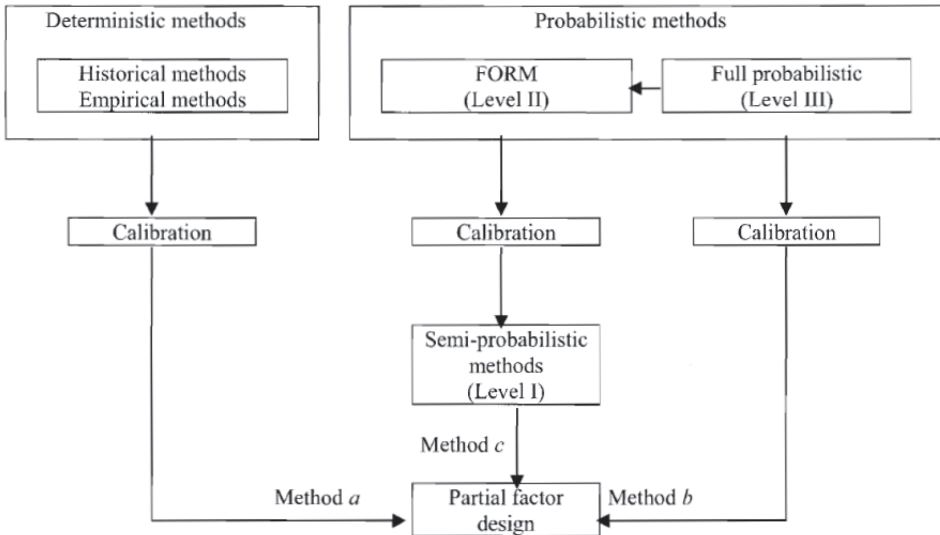 Deterministic methods
Probabilistic methods
Historical methods
Empirical methods
FORM
(Level II)
Full probabilistic
(Level III)
Calibration
Calibration
Calibration
Semi-probabilistic
methods
(Level I)
Method c
Method a
Partial factor
design
Method b